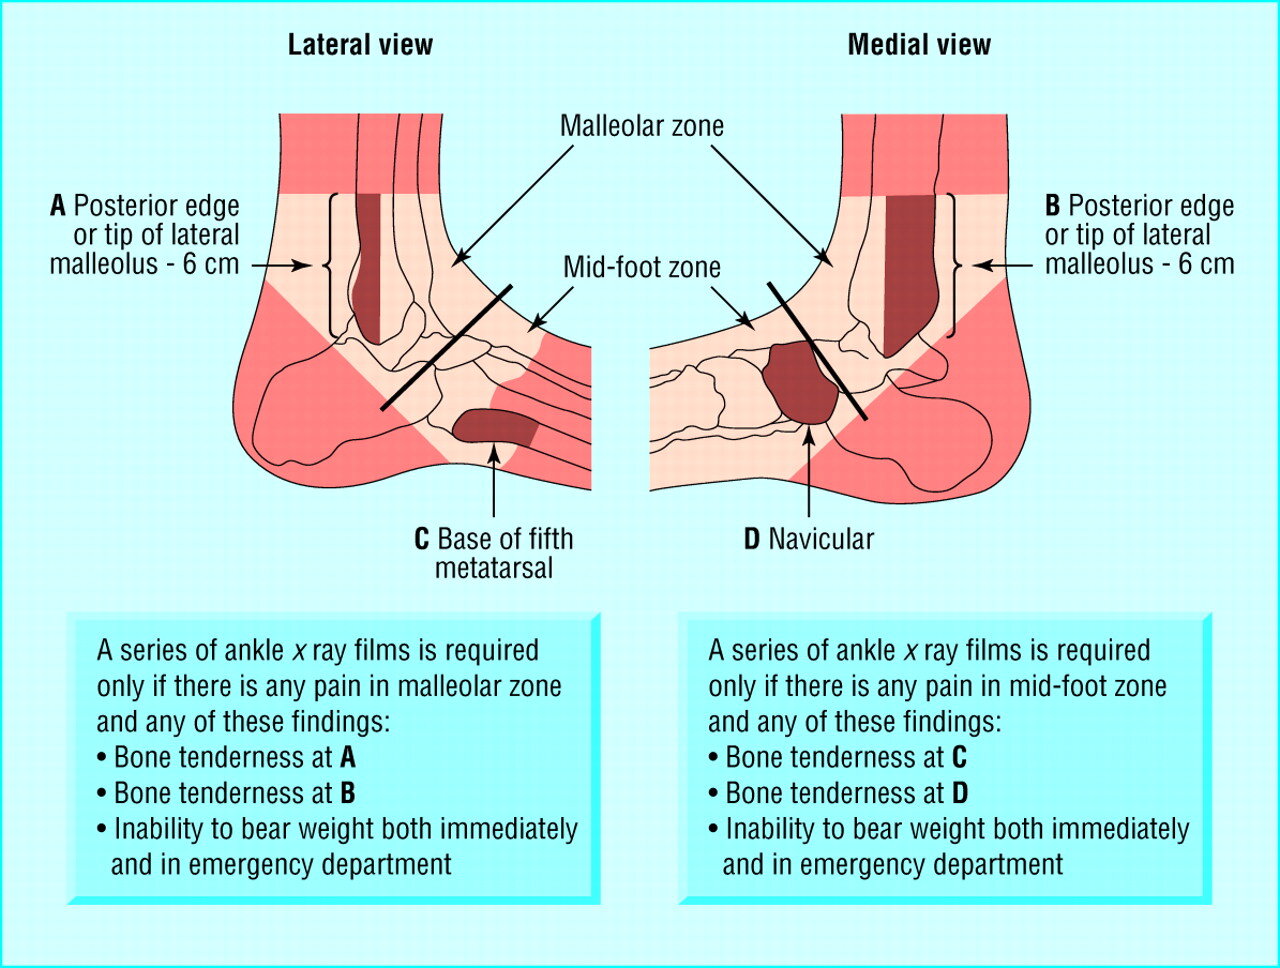 Lateral view
Medial view
Malleolar zone
A Posterior edge
or tip of lateral
malleolus - 6 cm
B Posterior edge
or tip of lateral
malleolus - 6 cm
Mid-foot zone
C Base of fifth
metatarsal
D Navicular
A series of ankle x ray films is required
only if there is any pain in malleolar zone
and any of these findings:
• Bone tenderness at A
• Bone tenderness at B
• Inability to bear weight both immediately
and in emergency department
A series of ankle x ray films is required
only if there is any pain in mid-foot zone
and any of these findings:
• Bone tenderness at C
• Bone tenderness at D
• Inability to bear weight both immediately
and in emergency department